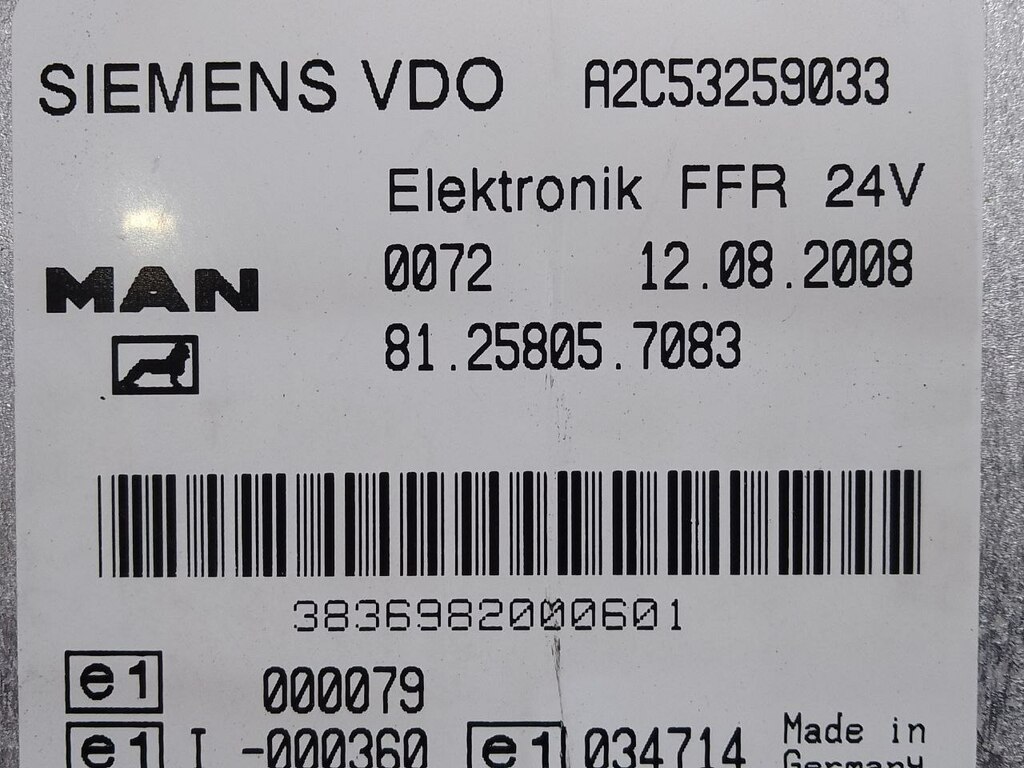 SIEMENS VDO A2C53259033
Elektronik FFR 24V
0072 12.08.2008
MAN
81.25805.7083
3836982000601
e1 000079
e1 I -000360 e1 034714 Made in
Germany